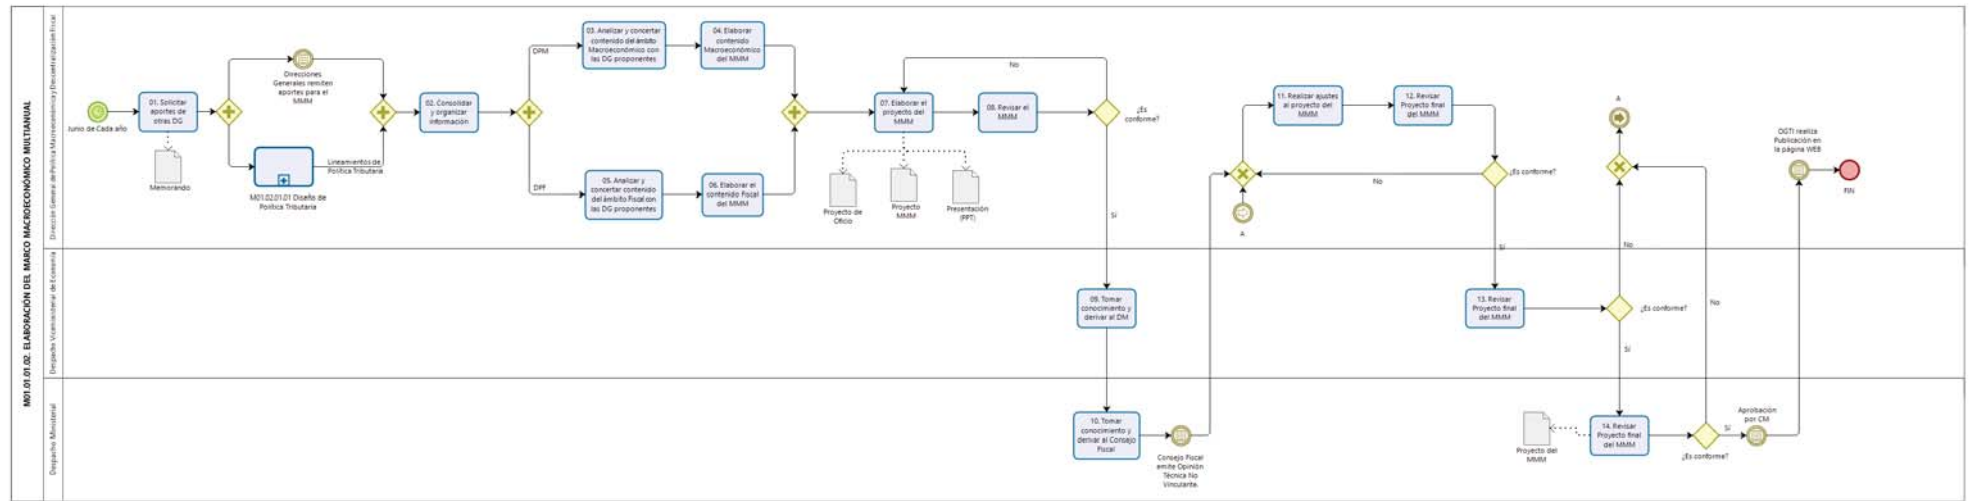 M01.01.01.02. ELABORACIÓN DEL MARCO MACROECONÓMICO MULTIANUAL
Dirección General de Política Macroeconómica y Descentralización Fiscal
Junio de Cada año
01. Solicitar
aportes de
otras DG
Memorando
Direcciones
Generales remiten
aportes para el
MMM
M01.02.01.01 Diseño de
Política Tributaria
Lineamientos de
Política Tributaria
02. Consolidar
y organizar
información
DPM
03. Analizar y concertar
contenido del ámbito
Macroeconómico con
las DG proponentes
04. Elaborar
contenido
Macroeconómico
del MMM
DPF
05. Analizar y
concertar contenido
del ámbito Fiscal con
las DG proponentes
06. Elaborar el
contenido Fiscal
del MMM
07. Elaborar el
proyecto del
MMM
Proyecto de
Oficio
Proyecto
MMM
Presentación
(PPT)
08. Revisar el
MMM
No
¿Es
conforme?
Sí
A
11. Realizar ajustes
al proyecto del
MMM
12. Revisar
Proyecto final
del MMM
No
¿Es conforme?
Sí
A
No
OGTI realiza
Publicación en
la página WEB
FIN
Despacho Viceministerial de Economía
09. Tomar
conocimiento y
derivar al DM
13. Revisar
Proyecto final
del MMM
¿Es conforme?
Sí
No
Despacho Ministerial
10. Tomar
conocimiento y
derivar al Consejo
Fiscal
Consejo Fiscal
emite Opinión
Técnica No
Vinculante.
Proyecto del
MMM
14. Revisar
Proyecto final
del MMM
¿Es conforme?
Sí
Aprobación
por CM